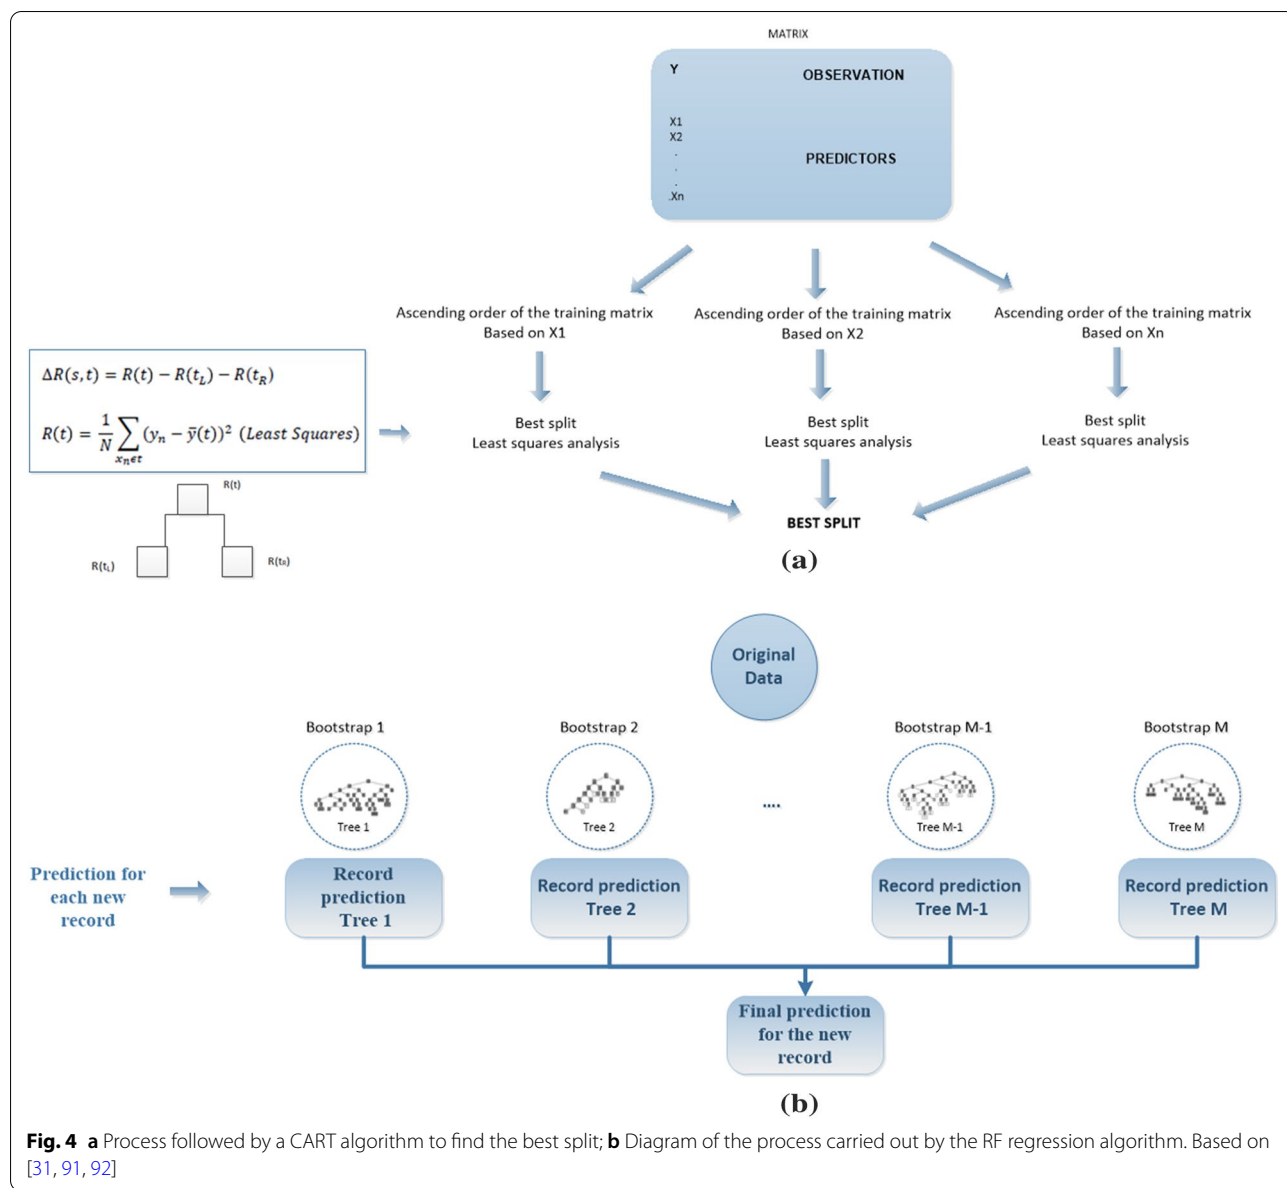 MATRIX
Y
OBSERVATION
X1
X2
.
.
.
.Xn
PREDICTORS
Ascending order of the training matrix
Based on X1
Ascending order of the training matrix
Based on X2
Ascending order of the training matrix
Based on Xn
ΔR(s,t) = R(t) − R(t_L) − R(t_R)
R(t) = 1/N ∑ x_n ϵ t (y_n − ȳ(t))² (Least Squares)
Best split
Least squares analysis
Best split
Least squares analysis
Best split
Least squares analysis
R(t)
R(t_L)
R(t_R)
BEST SPLIT
(a)
Original
Data
Bootstrap 1
Bootstrap 2
Bootstrap M-1
Bootstrap M
Tree 1
Tree 2
....
Tree M-1
Tree M
Prediction for
each new
record
Record
prediction
Tree 1
Record prediction
Tree 2
Record prediction
Tree M-1
Record prediction
Tree M
Final prediction
for the new
record
(b)
Fig. 4 a Process followed by a CART algorithm to find the best split; b Diagram of the process carried out by the RF regression algorithm. Based on
[31, 91, 92]